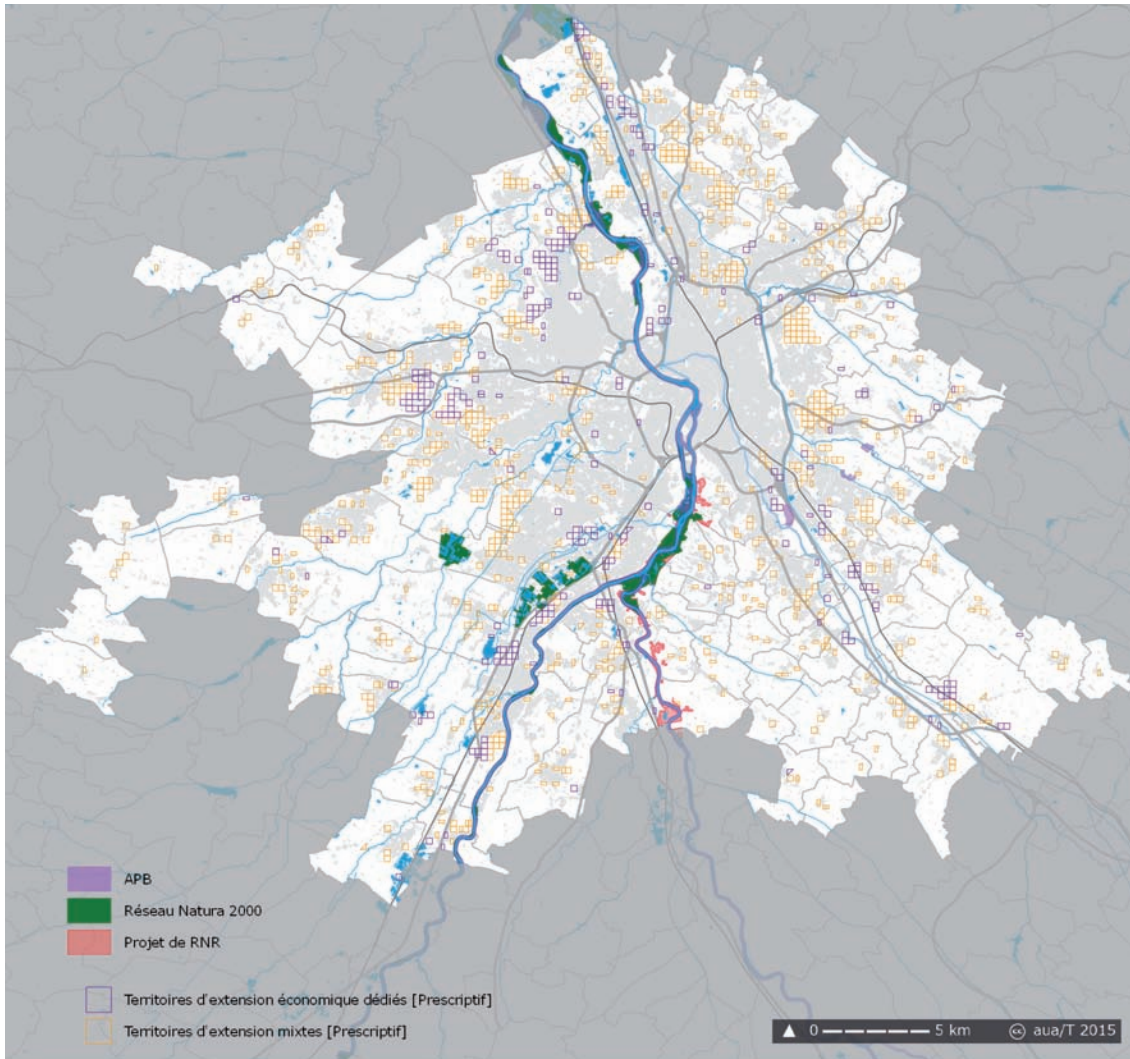 APB
Réseau Natura 2000
Projet de RNR
Territoires d'extension économique dédiés [Prescriptif]
Territoires d'extension mixtes [Prescriptif]
0 5 km cc aua/T 2015